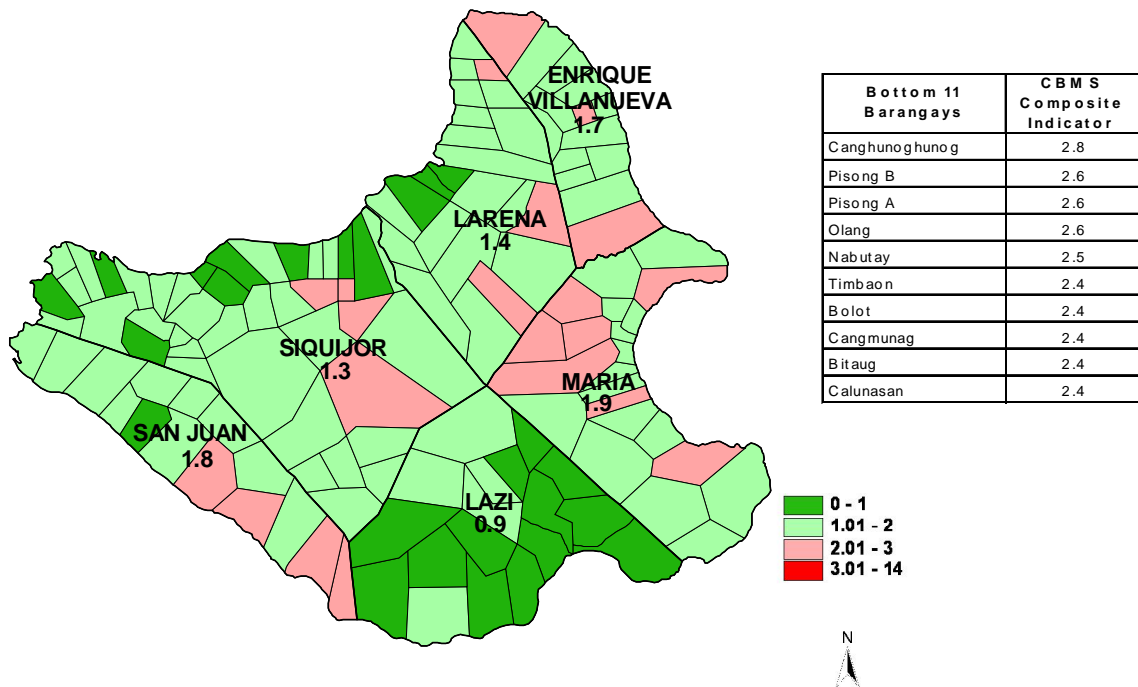 ENRIQUE
VILLANUEVA
1.7
LARENA
1.4
SIQUIJOR
1.3
MARIA
1.9
SAN JUAN
1.8
LAZI
0.9
Bottom 11 Barangays CBMS Composite Indicator
Canghunoghunog 2.8
Pisong B 2.6
Pisong A 2.6
Olang 2.6
Nabutay 2.5
Timbaon 2.4
Bolot 2.4
Cangmunag 2.4
Bitaug 2.4
Calunasan 2.4
0 - 1
1.01 - 2
2.01 - 3
3.01 - 14
N